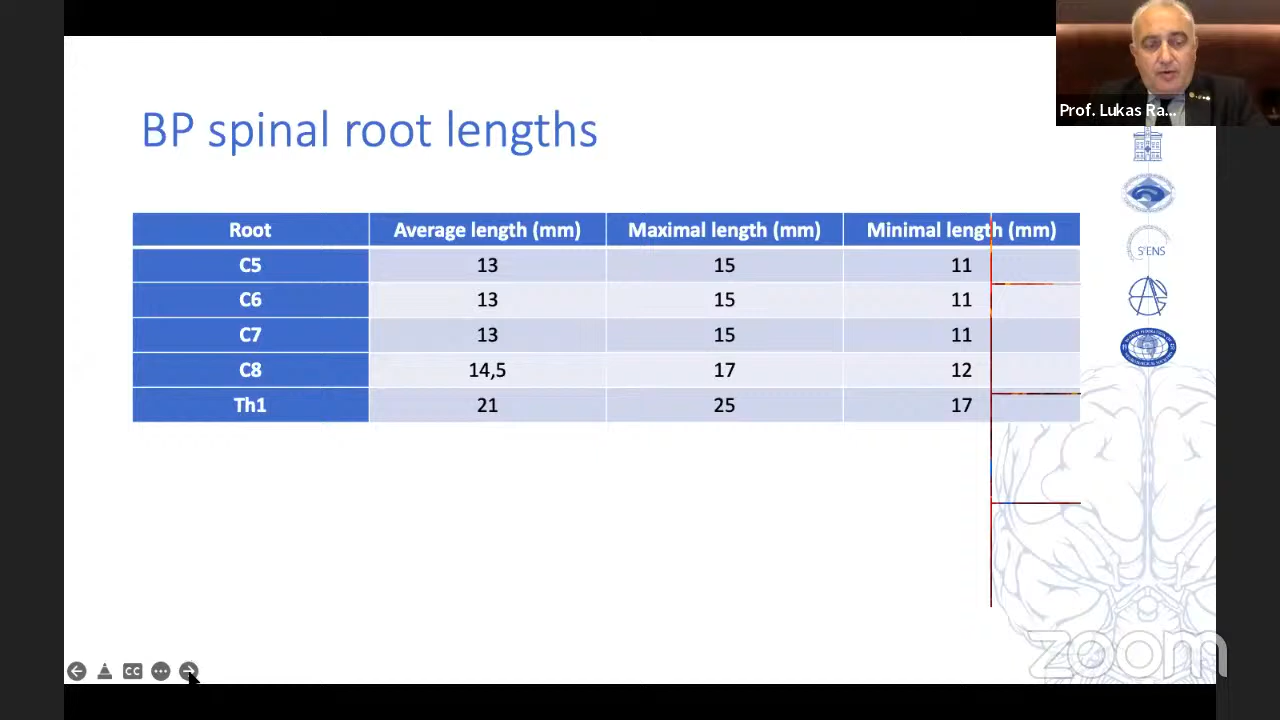 Prof. Lukas Ra...
BP spinal root lengths
Root Average length (mm) Maximal length (mm) Minimal length (mm)
C5 13 15 11
C6 13 15 11
C7 13 15 11
C8 14,5 17 12
Th1 21 25 17
SENS
CC
zoom